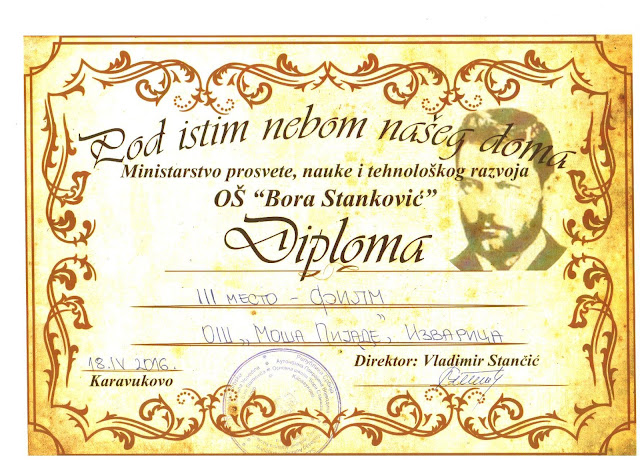 Pod istim nebom našeg doma
Ministarstvo prosvete, nauke i tehnološkog razvoja
OŠ “Bora Stanković”
Diploma
III место - филм
ОШ „Моша Пијаде”, Изварица
18.IV 2016.
Karavukovo
Direktor: Vladimir Stančić